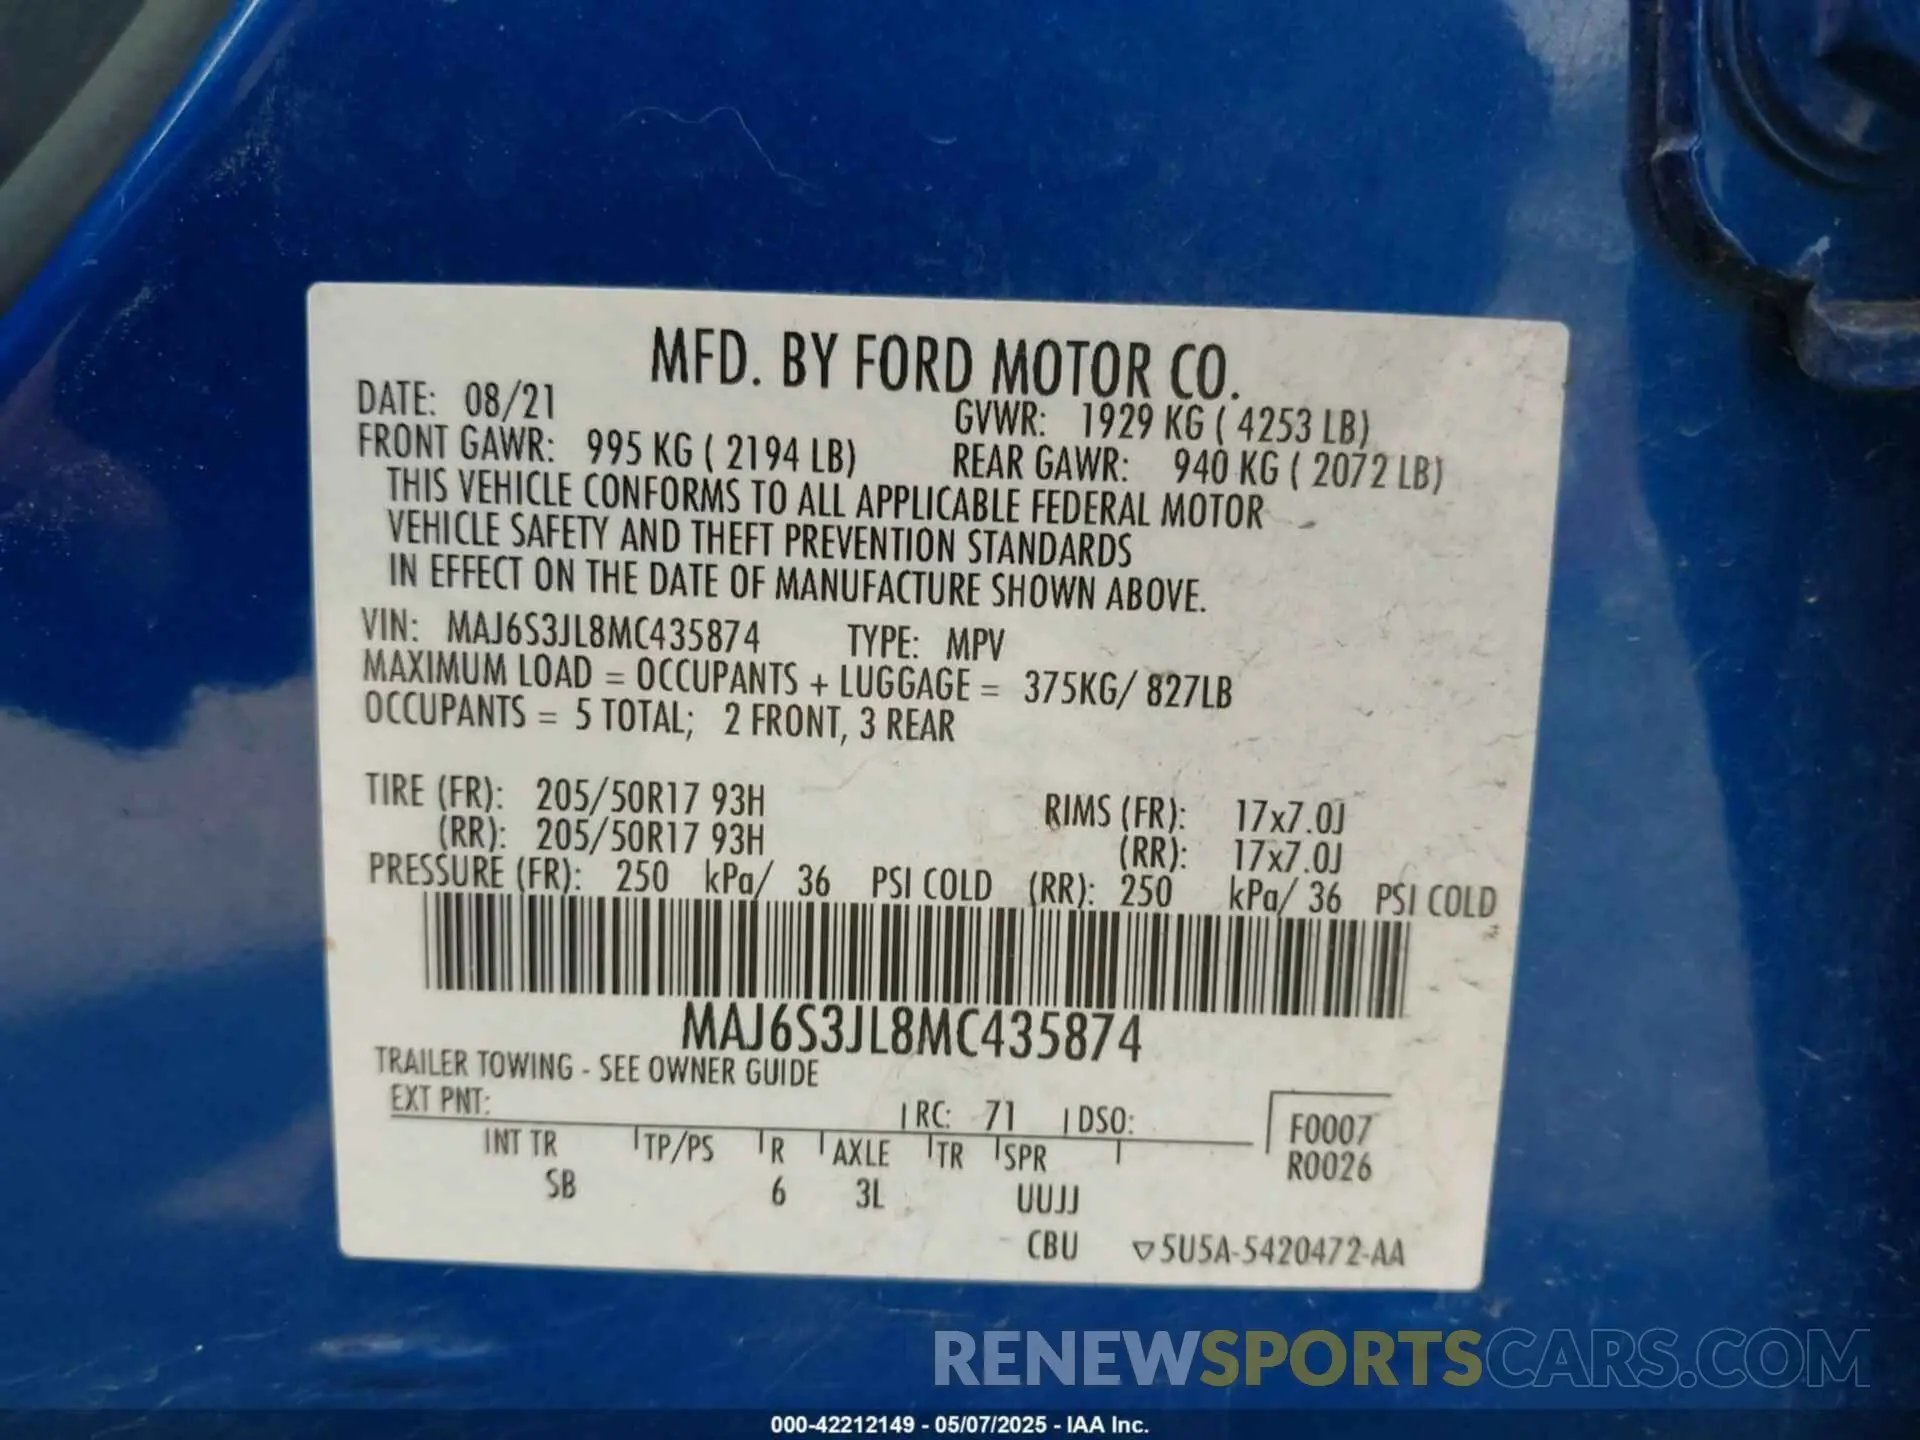 MFD. BY FORD MOTOR CO.
DATE: 08/21 GVWR: 1929 KG ( 4253 LB)
FRONT GAWR: 995 KG ( 2194 LB) REAR GAWR: 940 KG ( 2072 LB)
THIS VEHICLE CONFORMS TO ALL APPLICABLE FEDERAL MOTOR
VEHICLE SAFETY AND THEFT PREVENTION STANDARDS
IN EFFECT ON THE DATE OF MANUFACTURE SHOWN ABOVE.
VIN: MAJ6S3JL8MC435874 TYPE: MPV
MAXIMUM LOAD = OCCUPANTS + LUGGAGE = 375KG/ 827LB
OCCUPANTS = 5 TOTAL; 2 FRONT, 3 REAR
TIRE (FR): 205/50R17 93H RIMS (FR): 17x7.0J
(RR): 205/50R17 93H (RR): 17x7.0J
PRESSURE (FR): 250 kPa/ 36 PSI COLD (RR): 250 kPa/ 36 PSI COLD
MAJ6S3JL8MC435874
TRAILER TOWING - SEE OWNER GUIDE
EXT PNT: RC: 71 DSO: F0007
INT TR TP/PS R AXLE TR SPR R0026
SB 6 3L UUJJ
CBU ▽5U5A-5420472-AA
RENEWSPORTSCARS.COM
000-42212149 - 05/07/2025 - IAA Inc.